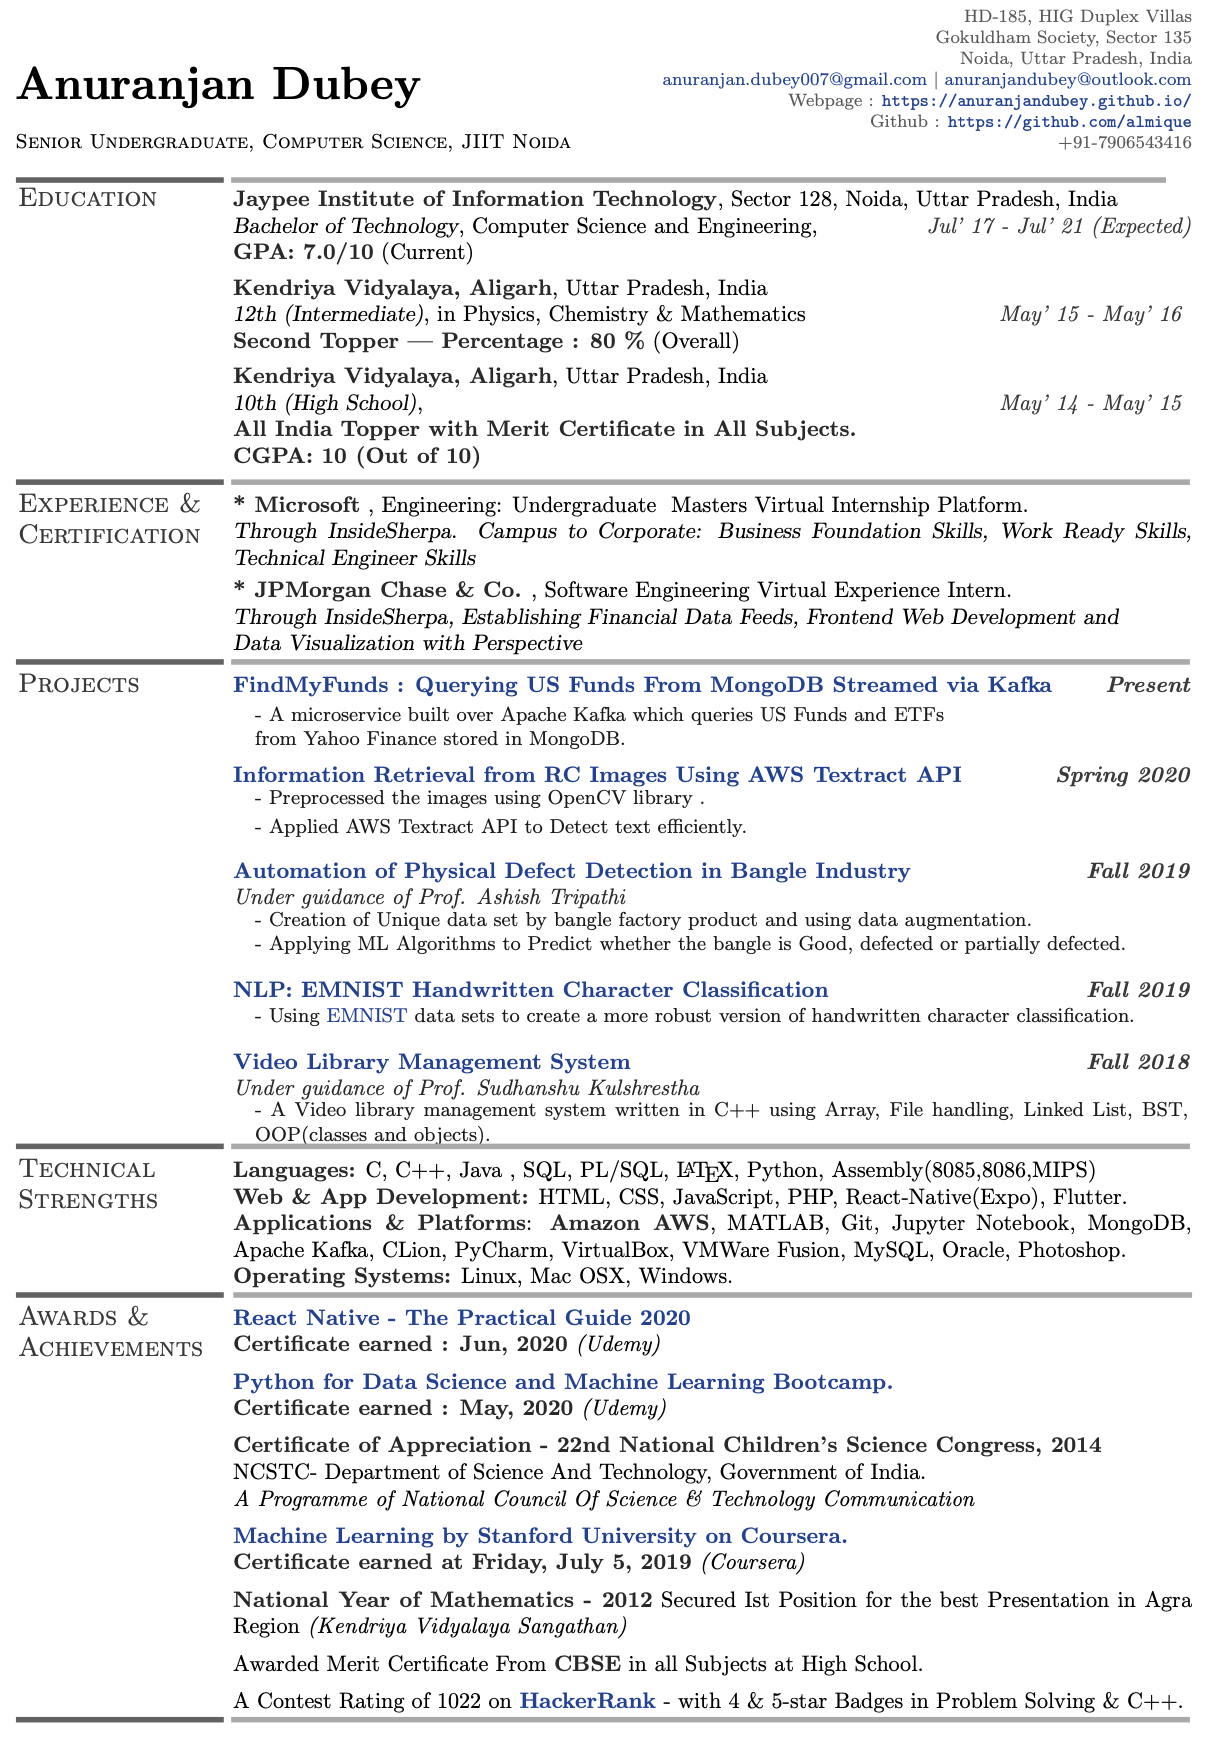 HD-185, HIG Duplex Villas
Gokuldham Society, Sector 135
Noida, Uttar Pradesh, India
Anuranjan Dubey
anuranjan.dubey007@gmail.com | anuranjandubey@outlook.com
Webpage : https://anuranjandubey.github.io/
Github : https://github.com/almique
Senior Undergraduate, Computer Science, JIIT Noida
+91-7906543416
Education
Jaypee Institute of Information Technology, Sector 128, Noida, Uttar Pradesh, India
Bachelor of Technology, Computer Science and Engineering, Jul' 17 - Jul' 21 (Expected)
GPA: 7.0/10 (Current)
Kendriya Vidyalaya, Aligarh, Uttar Pradesh, India
12th (Intermediate), in Physics, Chemistry & Mathematics May' 15 - May' 16
Second Topper — Percentage : 80 % (Overall)
Kendriya Vidyalaya, Aligarh, Uttar Pradesh, India
10th (High School), May' 14 - May' 15
All India Topper with Merit Certificate in All Subjects.
CGPA: 10 (Out of 10)
Experience &
Certification
* Microsoft , Engineering: Undergraduate Masters Virtual Internship Platform.
Through InsideSherpa. Campus to Corporate: Business Foundation Skills, Work Ready Skills,
Technical Engineer Skills
* JPMorgan Chase & Co. , Software Engineering Virtual Experience Intern.
Through InsideSherpa, Establishing Financial Data Feeds, Frontend Web Development and
Data Visualization with Perspective
Projects
FindMyFunds : Querying US Funds From MongoDB Streamed via Kafka Present
- A microservice built over Apache Kafka which queries US Funds and ETFs
from Yahoo Finance stored in MongoDB.
Information Retrieval from RC Images Using AWS Textract API Spring 2020
- Preprocessed the images using OpenCV library .
- Applied AWS Textract API to Detect text efficiently.
Automation of Physical Defect Detection in Bangle Industry Fall 2019
Under guidance of Prof. Ashish Tripathi
- Creation of Unique data set by bangle factory product and using data augmentation.
- Applying ML Algorithms to Predict whether the bangle is Good, defected or partially defected.
NLP: EMNIST Handwritten Character Classification Fall 2019
- Using EMNIST data sets to create a more robust version of handwritten character classification.
Video Library Management System Fall 2018
Under guidance of Prof. Sudhanshu Kulshrestha
- A Video library management system written in C++ using Array, File handling, Linked List, BST,
OOP(classes and objects).
Technical
Strengths
Languages: C, C++, Java , SQL, PL/SQL, LATEX, Python, Assembly(8085,8086,MIPS)
Web & App Development: HTML, CSS, JavaScript, PHP, React-Native(Expo), Flutter.
Applications & Platforms: Amazon AWS, MATLAB, Git, Jupyter Notebook, MongoDB,
Apache Kafka, CLion, PyCharm, VirtualBox, VMWare Fusion, MySQL, Oracle, Photoshop.
Operating Systems: Linux, Mac OSX, Windows.
Awards &
Achievements
React Native - The Practical Guide 2020
Certificate earned : Jun, 2020 (Udemy)
Python for Data Science and Machine Learning Bootcamp.
Certificate earned : May, 2020 (Udemy)
Certificate of Appreciation - 22nd National Children's Science Congress, 2014
NCSTC- Department of Science And Technology, Government of India.
A Programme of National Council Of Science & Technology Communication
Machine Learning by Stanford University on Coursera.
Certificate earned at Friday, July 5, 2019 (Coursera)
National Year of Mathematics - 2012 Secured Ist Position for the best Presentation in Agra
Region (Kendriya Vidyalaya Sangathan)
Awarded Merit Certificate From CBSE in all Subjects at High School.
A Contest Rating of 1022 on HackerRank - with 4 & 5-star Badges in Problem Solving & C++.